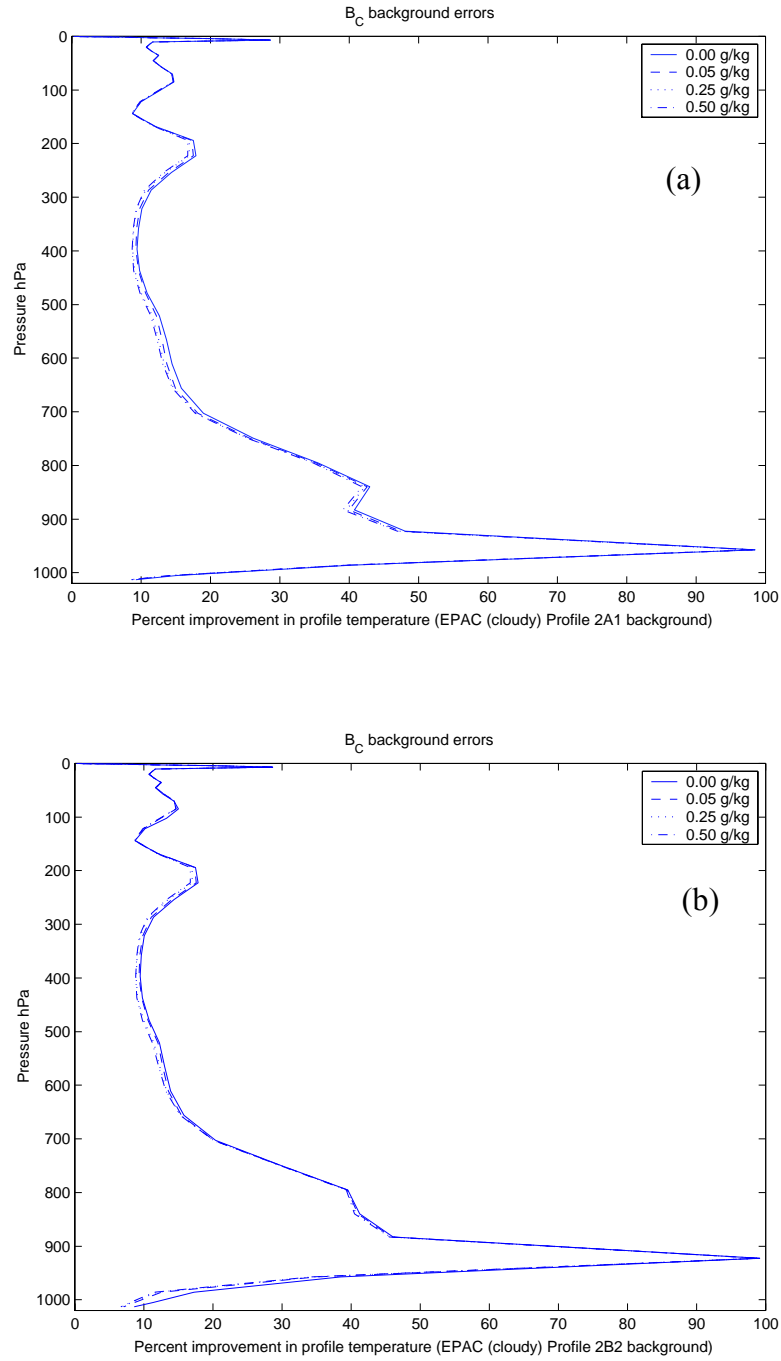 B_C background errors
0
100
200
300
400
500
600
700
800
900
1000
Pressure hPa
0.00 g/kg
0.05 g/kg
0.25 g/kg
0.50 g/kg
(a)
0 10 20 30 40 50 60 70 80 90 100
Percent improvement in profile temperature (EPAC (cloudy) Profile 2A1 background)
B_C background errors
0
100
200
300
400
500
600
700
800
900
1000
Pressure hPa
0.00 g/kg
0.05 g/kg
0.25 g/kg
0.50 g/kg
(b)
0 10 20 30 40 50 60 70 80 90 100
Percent improvement in profile temperature (EPAC (cloudy) Profile 2B2 background)